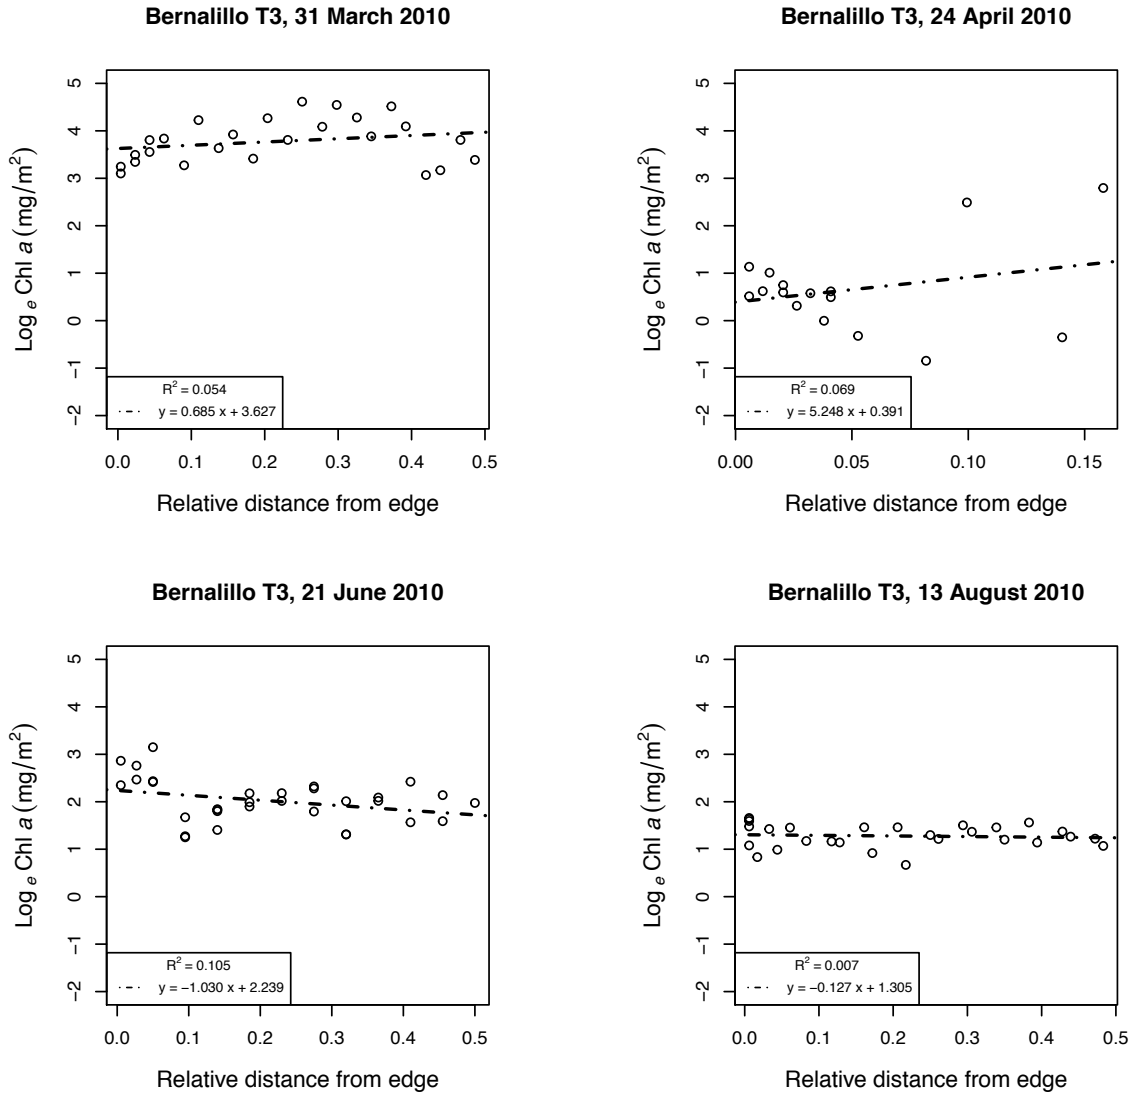 Bernalillo T3, 31 March 2010
Log e Chl a (mg/m²)
5
4
3
2
1
0
−1
−2
R² = 0.054
y = 0.685 x + 3.627
0.0 0.1 0.2 0.3 0.4 0.5
Relative distance from edge
Bernalillo T3, 24 April 2010
Log e Chl a (mg/m²)
5
4
3
2
1
0
−1
−2
R² = 0.069
y = 5.248 x + 0.391
0.00 0.05 0.10 0.15
Relative distance from edge
Bernalillo T3, 21 June 2010
Log e Chl a (mg/m²)
5
4
3
2
1
0
−1
−2
R² = 0.105
y = −1.030 x + 2.239
0.0 0.1 0.2 0.3 0.4 0.5
Relative distance from edge
Bernalillo T3, 13 August 2010
Log e Chl a (mg/m²)
5
4
3
2
1
0
−1
−2
R² = 0.007
y = −0.127 x + 1.305
0.0 0.1 0.2 0.3 0.4 0.5
Relative distance from edge